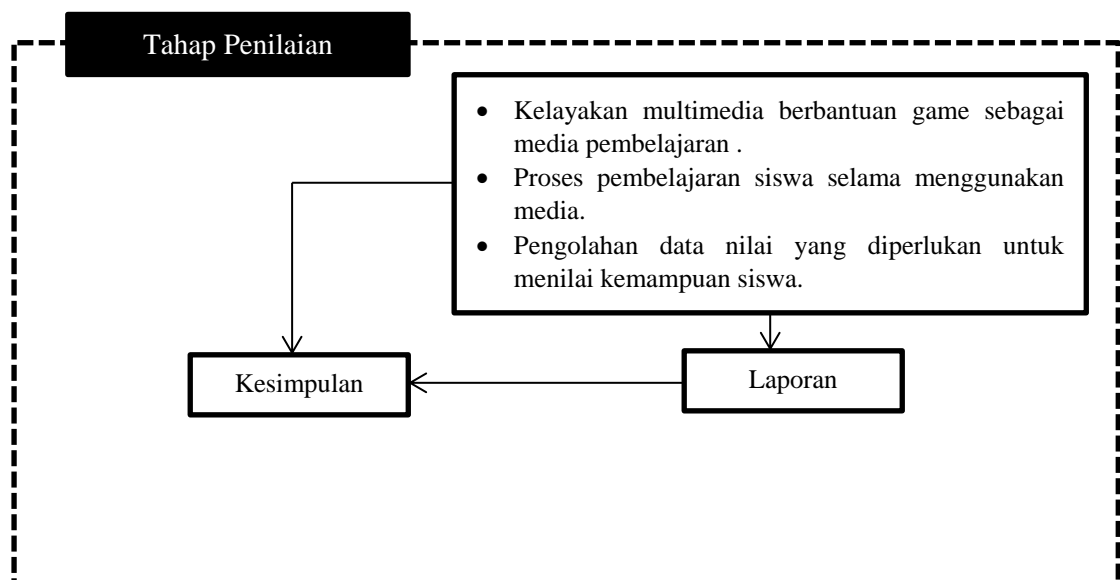 Tahap Penilaian
• Kelayakan multimedia berbantuan game sebagai
media pembelajaran .
• Proses pembelajaran siswa selama menggunakan
media.
• Pengolahan data nilai yang diperlukan untuk
menilai kemampuan siswa.
Kesimpulan
Laporan